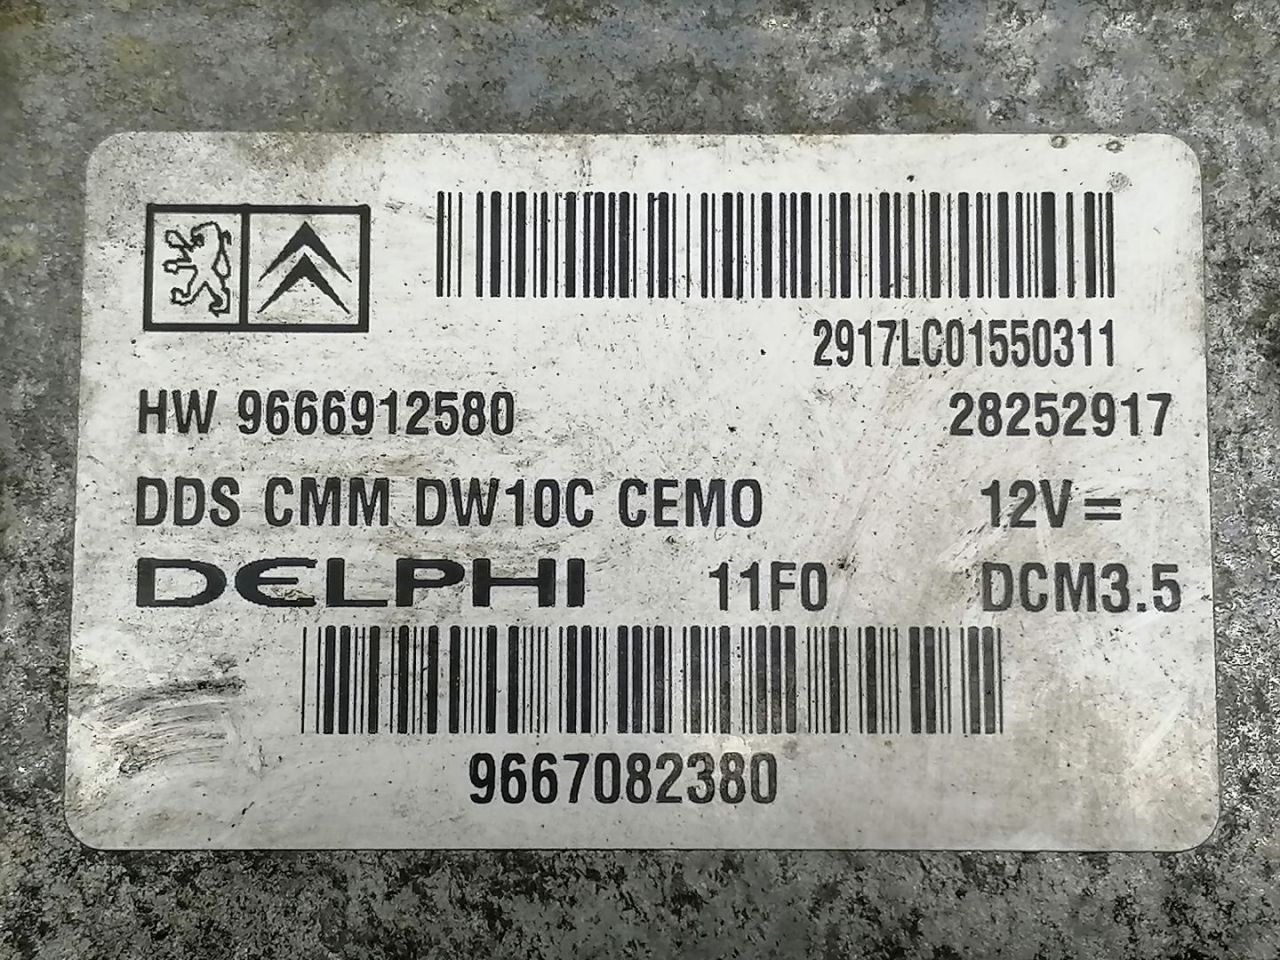 2917LC01550311
HW 9666912580 28252917
DDS CMM DW10C CEMO 12V =
DELPHI 11F0 DCM3.5
9667082380